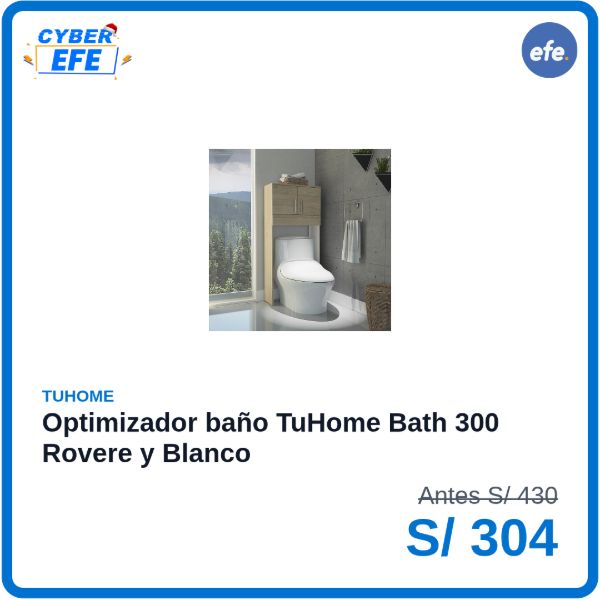 CYBER
EFE
efe.
TUHOME
Optimizador baño TuHome Bath 300
Rovere y Blanco
Antes S/ 430
S/ 304